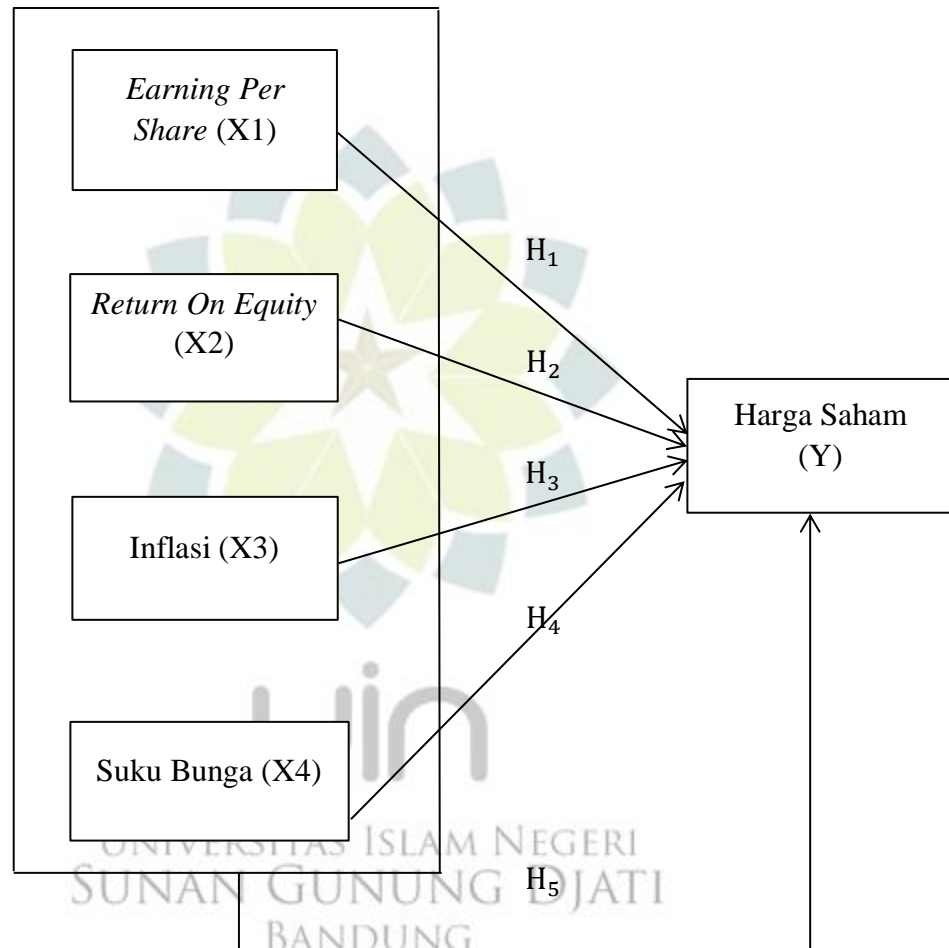 Earning Per
Share (X1)
H₁
Return On Equity
(X2)
H₂
Harga Saham
(Y)
H₃
Inflasi (X3)
H₄
uin
Suku Bunga (X4)
UNIVERSITAS ISLAM NEGERI
SUNAN GUNUNG DJATI
H₅
BANDUNG